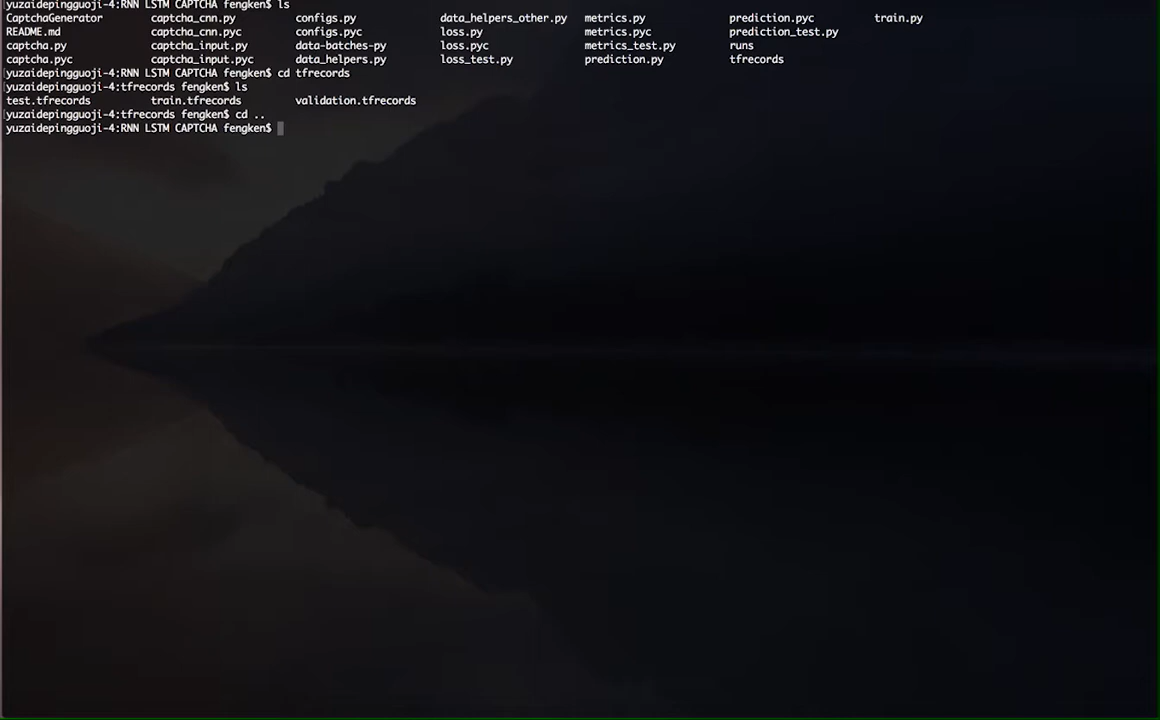 yuzaidepingguoji-4:RNN LSTM CAPTCHA fengken$ ls
CaptchaGenerator captcha_cnn.py configs.py data_helpers_other.py metrics.py prediction.pyc train.py
README.md captcha_cnn.pyc configs.pyc loss.py metrics.pyc prediction_test.py
captcha.py captcha_input.py data-batches-py loss.pyc metrics_test.py runs
captcha.pyc captcha_input.pyc data_helpers.py loss_test.py prediction.py tfrecords
[yuzaidepingguoji-4:RNN LSTM CAPTCHA fengken$ cd tfrecords
[yuzaidepingguoji-4:tfrecords fengken$ ls
test.tfrecords train.tfrecords validation.tfrecords
[yuzaidepingguoji-4:tfrecords fengken$ cd ..
yuzaidepingguoji-4:RNN LSTM CAPTCHA fengken$